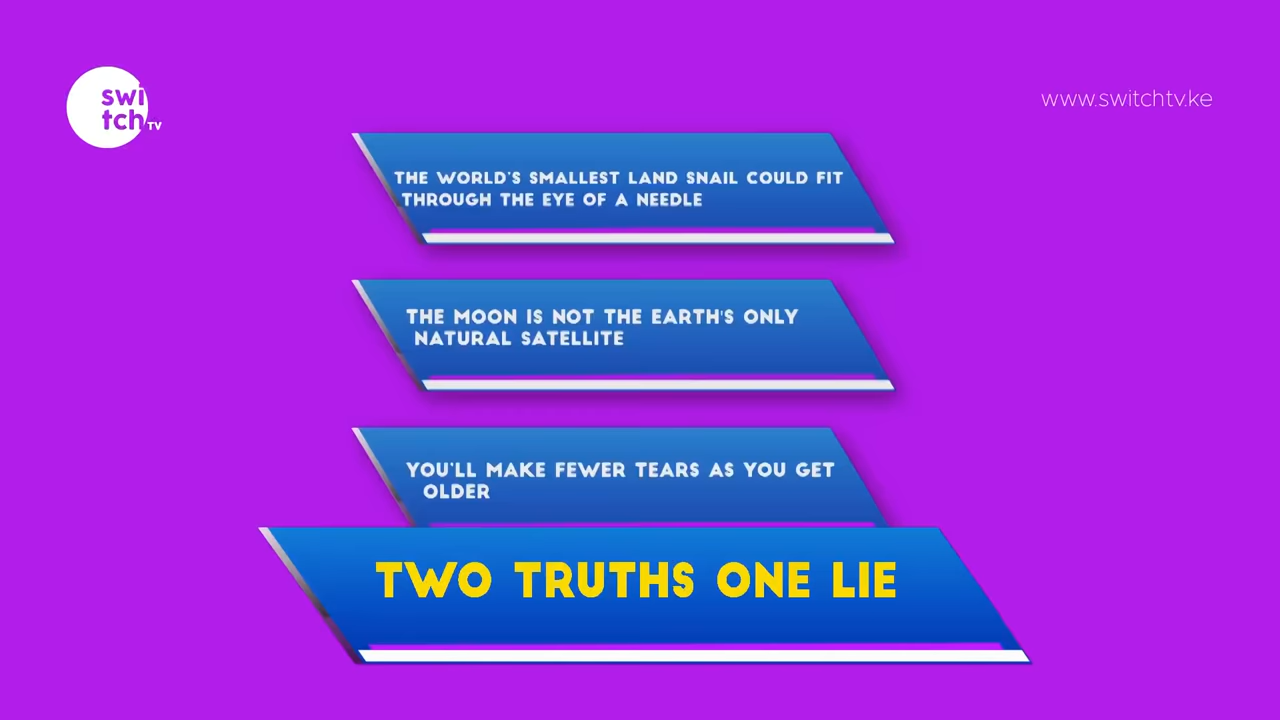 swi
tch TV
www.switchtv.ke
THE WORLD'S SMALLEST LAND SNAIL COULD FIT
THROUGH THE EYE OF A NEEDLE
THE MOON IS NOT THE EARTH'S ONLY
NATURAL SATELLITE
YOU'LL MAKE FEWER TEARS AS YOU GET
OLDER
TWO TRUTHS ONE LIE